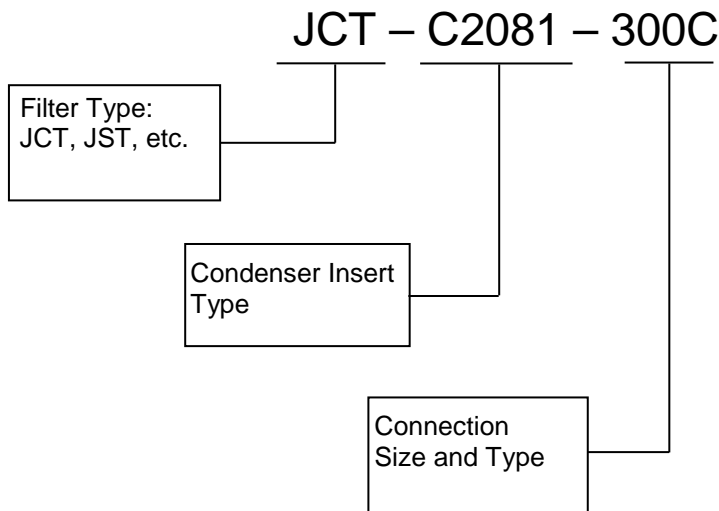 JCT – C2081 – 300C
Filter Type:
JCT, JST, etc.
Condenser Insert
Type
Connection
Size and Type